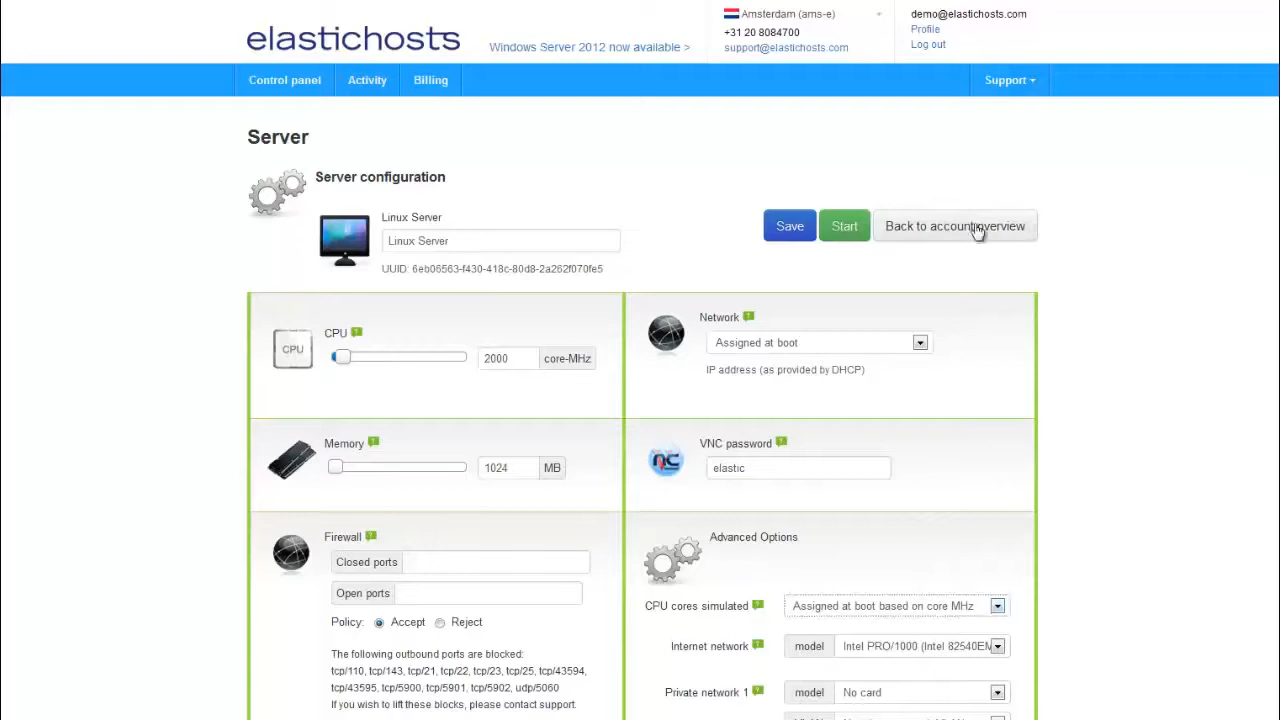 elastichosts
Windows Server 2012 now available >
Amsterdam (ams-e)
+31 20 8084700
support@elastichosts.com
demo@elastichosts.com
Profile
Log out
Control panel
Activity
Billing
Support
Server
Server configuration
Linux Server
Linux Server
UUID: 6eb06563-f430-418c-80d8-2a262f070fe5
Save
Start
Back to account overview
CPU
CPU
2000 core-MHz
Network
Assigned at boot
IP address (as provided by DHCP)
Memory
1024 MB
VNC password
elastic
Firewall
Closed ports
Open ports
Policy: Accept Reject
The following outbound ports are blocked:
tcp/110, tcp/143, tcp/21, tcp/22, tcp/23, tcp/25, tcp/43594,
tcp/43595, tcp/5900, tcp/5901, tcp/5902, udp/5060
If you wish to lift these blocks, please contact support.
Advanced Options
CPU cores simulated Assigned at boot based on core MHz
Internet network model Intel PRO/1000 (Intel 82540EM
Private network 1 model No card